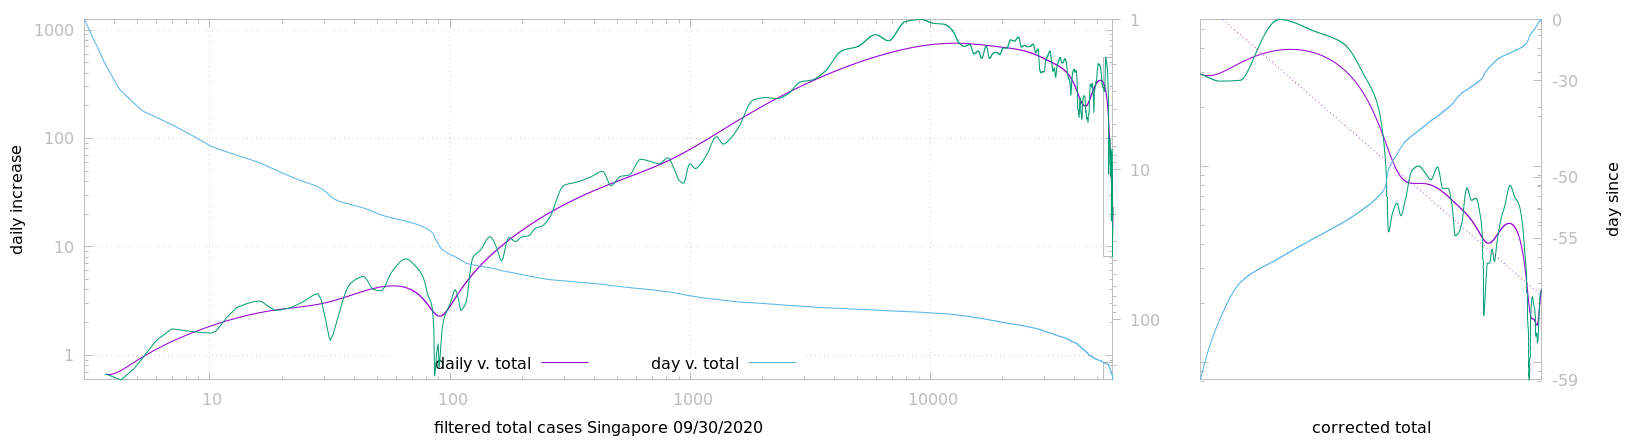 1000
100
10
1
daily increase
daily v. total
day v. total
10
100
1000
10000
filtered total cases Singapore 09/30/2020
1
10
100
0
-30
-50
-55
-59
day since
corrected total